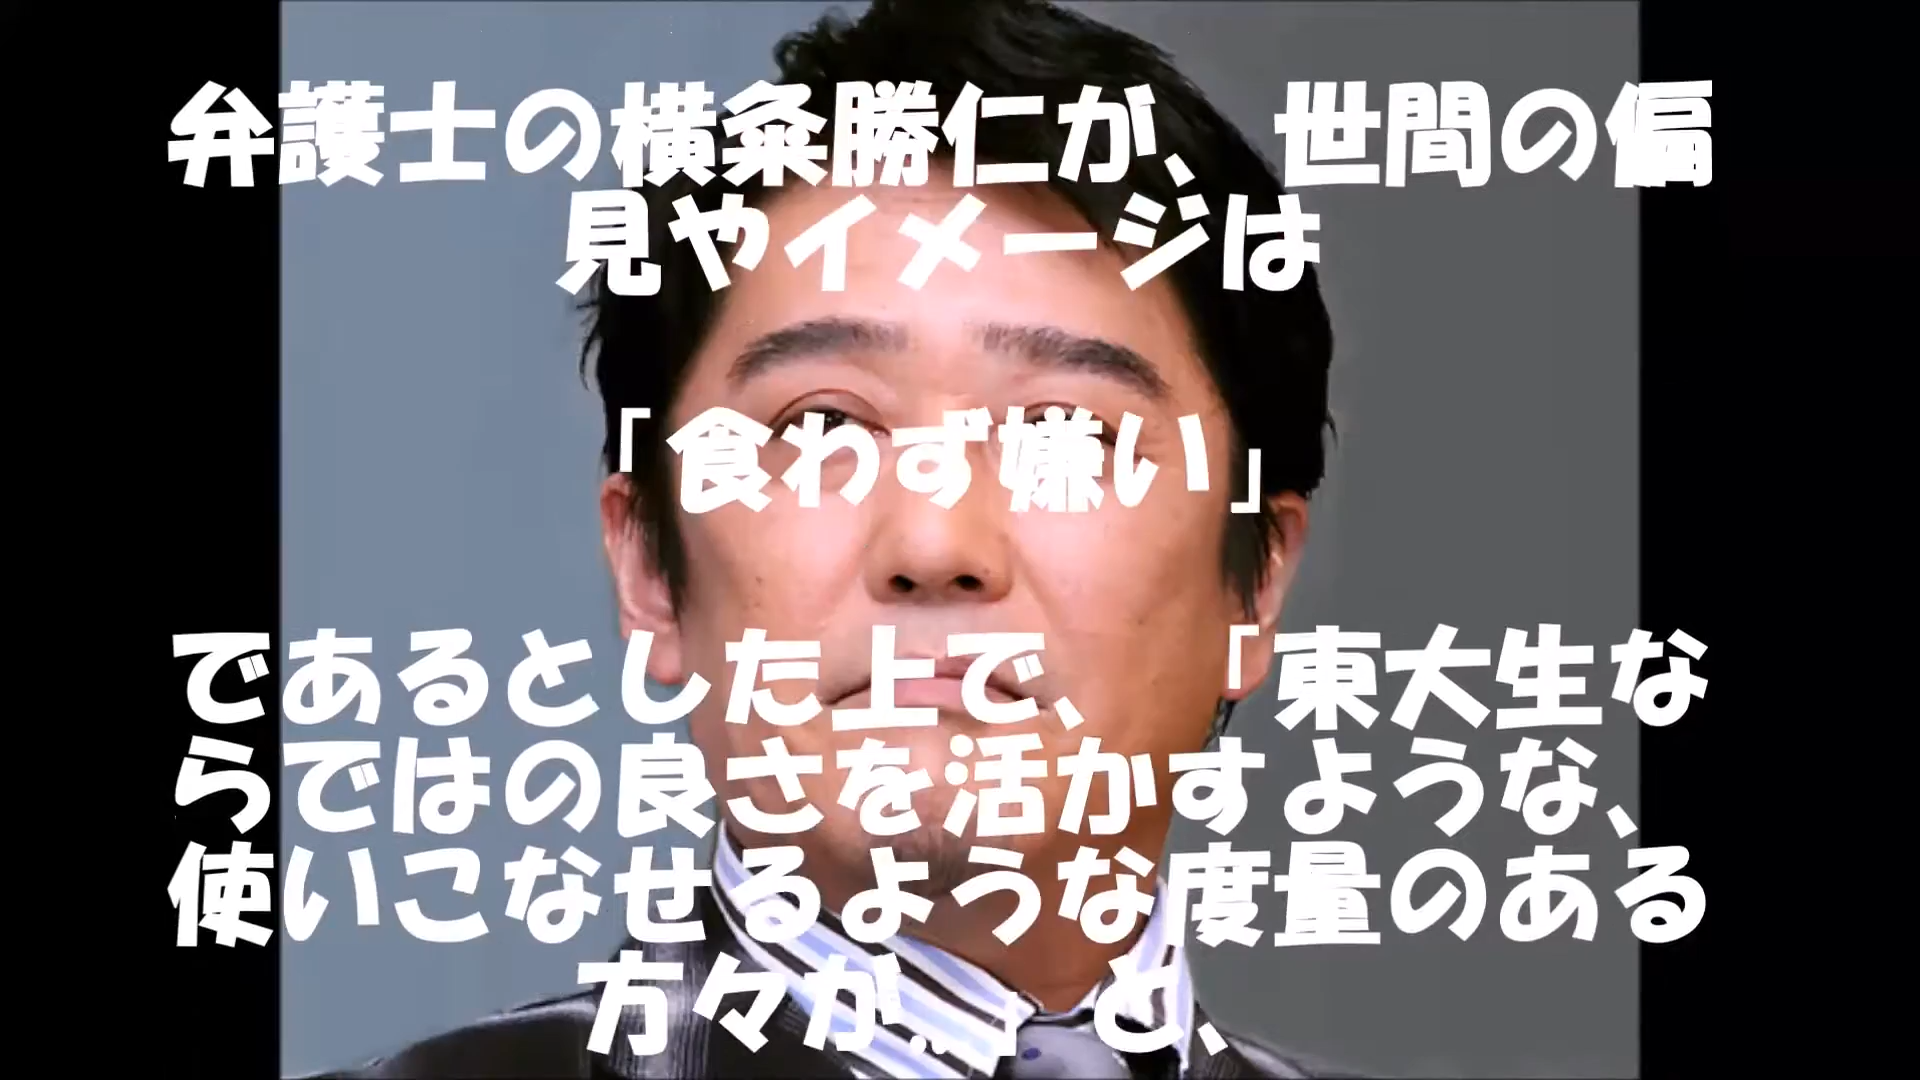 弁護士の横粂勝仁が、世間の偏
見やイメージは
「食わず嫌い」
であるとした上で、「東大生な
らではの良さを活かすような、
使いこなせるような度量のある
方々が..」と、